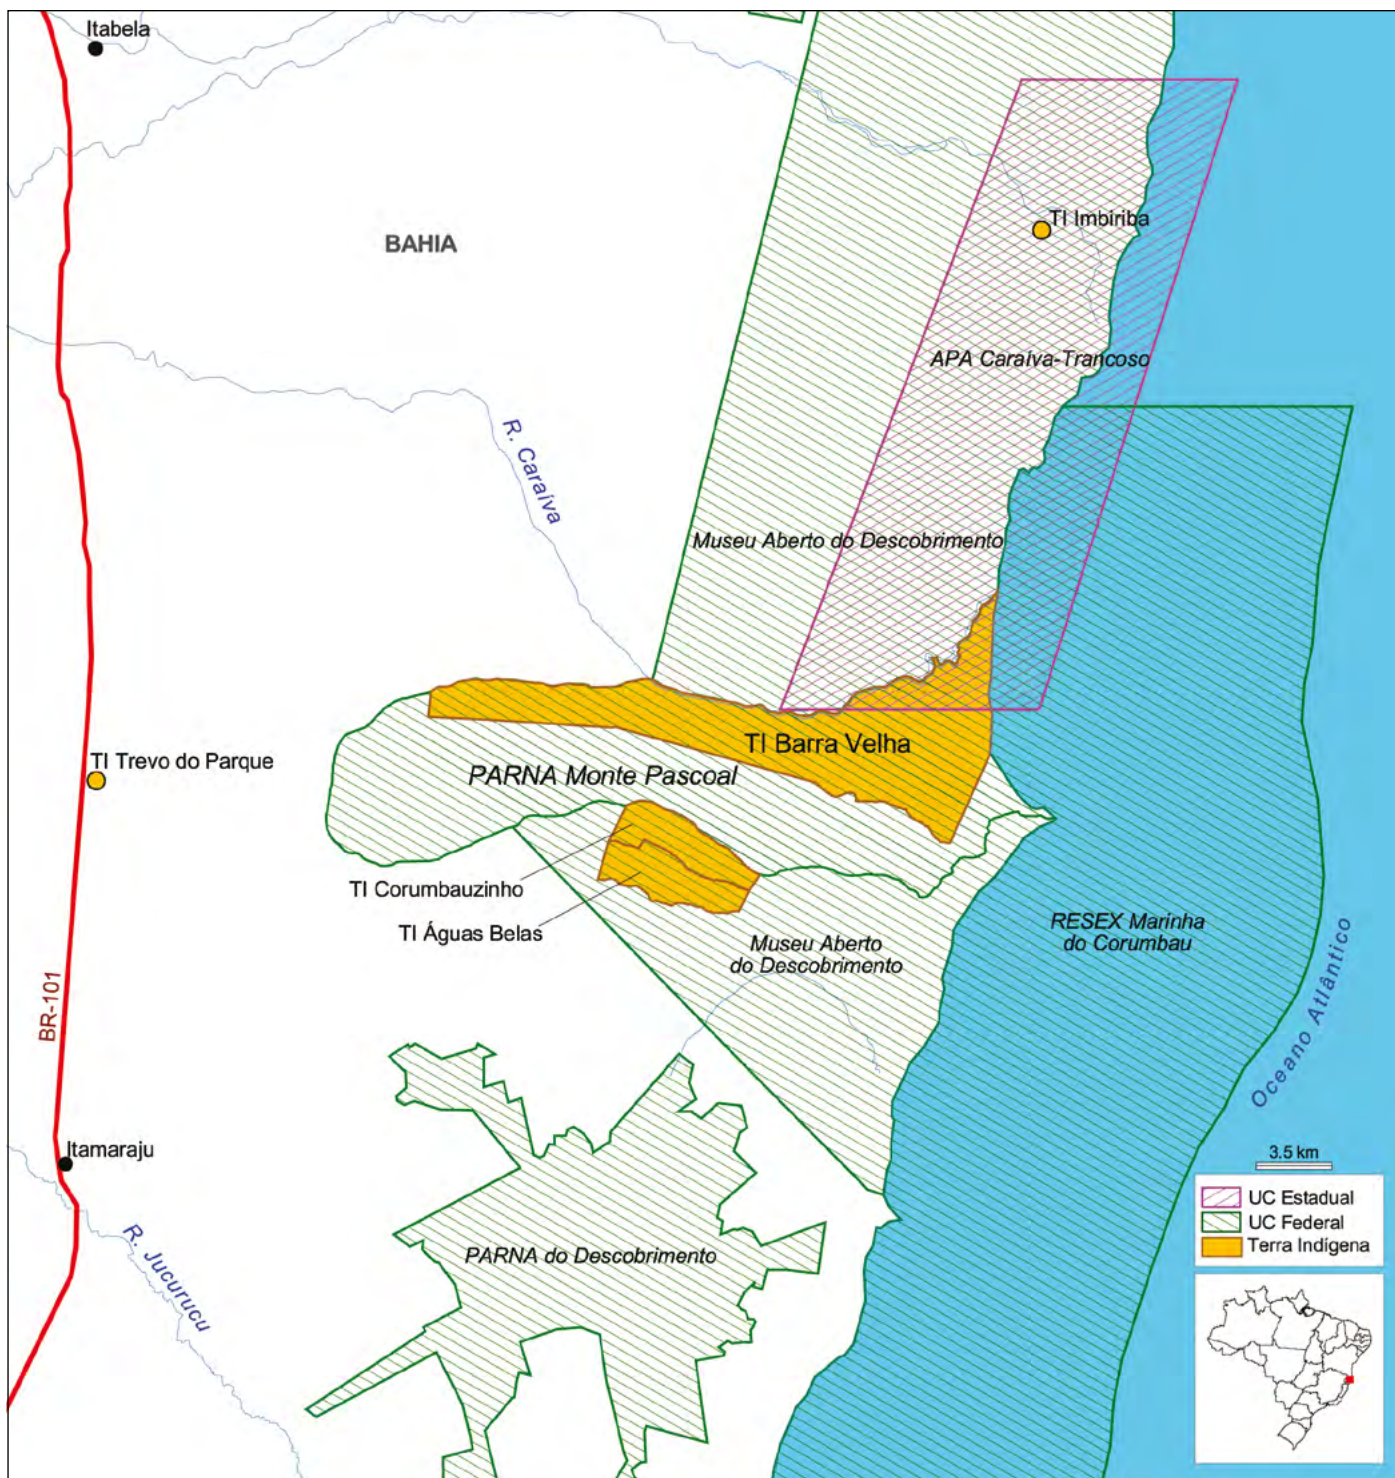 Itabela
BAHIA
TI Imbiriba
APA Caraíva-Trancoso
R. Caraíva
Museu Aberto do Descobrimento
TI Barra Velha
TI Trevo do Parque
PARNA Monte Pascoal
TI Corumbauzinho
TI Águas Belas
RESEX Marinha
do Corumbau
Museu Aberto
do Descobrimento
BR-101
Oceano Atlântico
Itamaraju
3.5 km
UC Estadual
UC Federal
Terra Indígena
R. Jucurucu
PARNA do Descobrimento